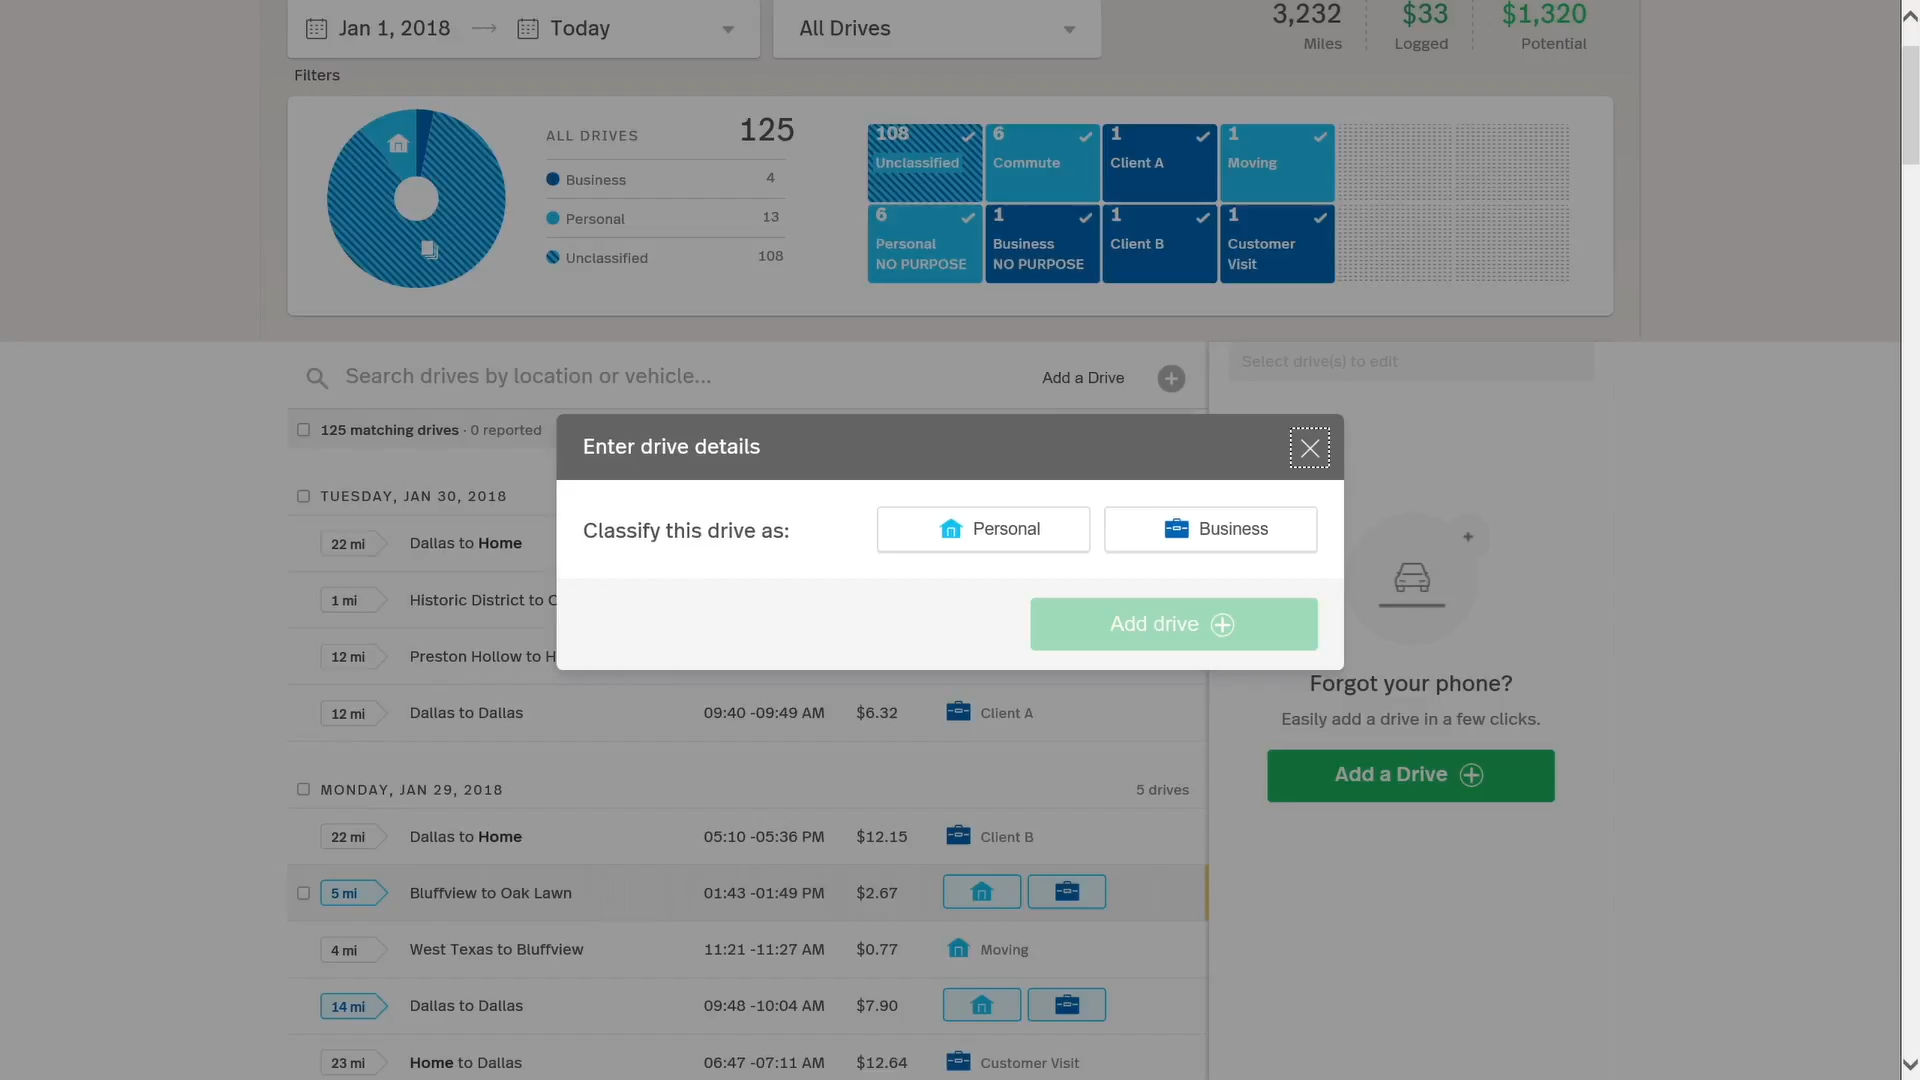 Jan 1, 2018 Today All Drives 3,232 $33 $1,320
Miles Logged Potential
Filters
ALL DRIVES 125
Business 4
Personal 13
Unclassified 108
108 Unclassified
6 Commute
1 Client A
1 Moving
6 Personal NO PURPOSE
1 Business NO PURPOSE
1 Client B
1 Customer Visit
Search drives by location or vehicle... Add a Drive
Select drive(s) to edit
125 matching drives · 0 reported
Enter drive details
Classify this drive as: Personal Business
Add drive
TUESDAY, JAN 30, 2018
22 mi Dallas to Home
1 mi Historic District to
12 mi Preston Hollow to H
12 mi Dallas to Dallas 09:40 -09:49 AM $6.32 Client A
MONDAY, JAN 29, 2018 5 drives
22 mi Dallas to Home 05:10 -05:36 PM $12.15 Client B
5 mi Bluffview to Oak Lawn 01:43 -01:49 PM $2.67
4 mi West Texas to Bluffview 11:21 -11:27 AM $0.77 Moving
14 mi Dallas to Dallas 09:48 -10:04 AM $7.90
23 mi Home to Dallas 06:47 -07:11 AM $12.64 Customer Visit
Forgot your phone?
Easily add a drive in a few clicks.
Add a Drive